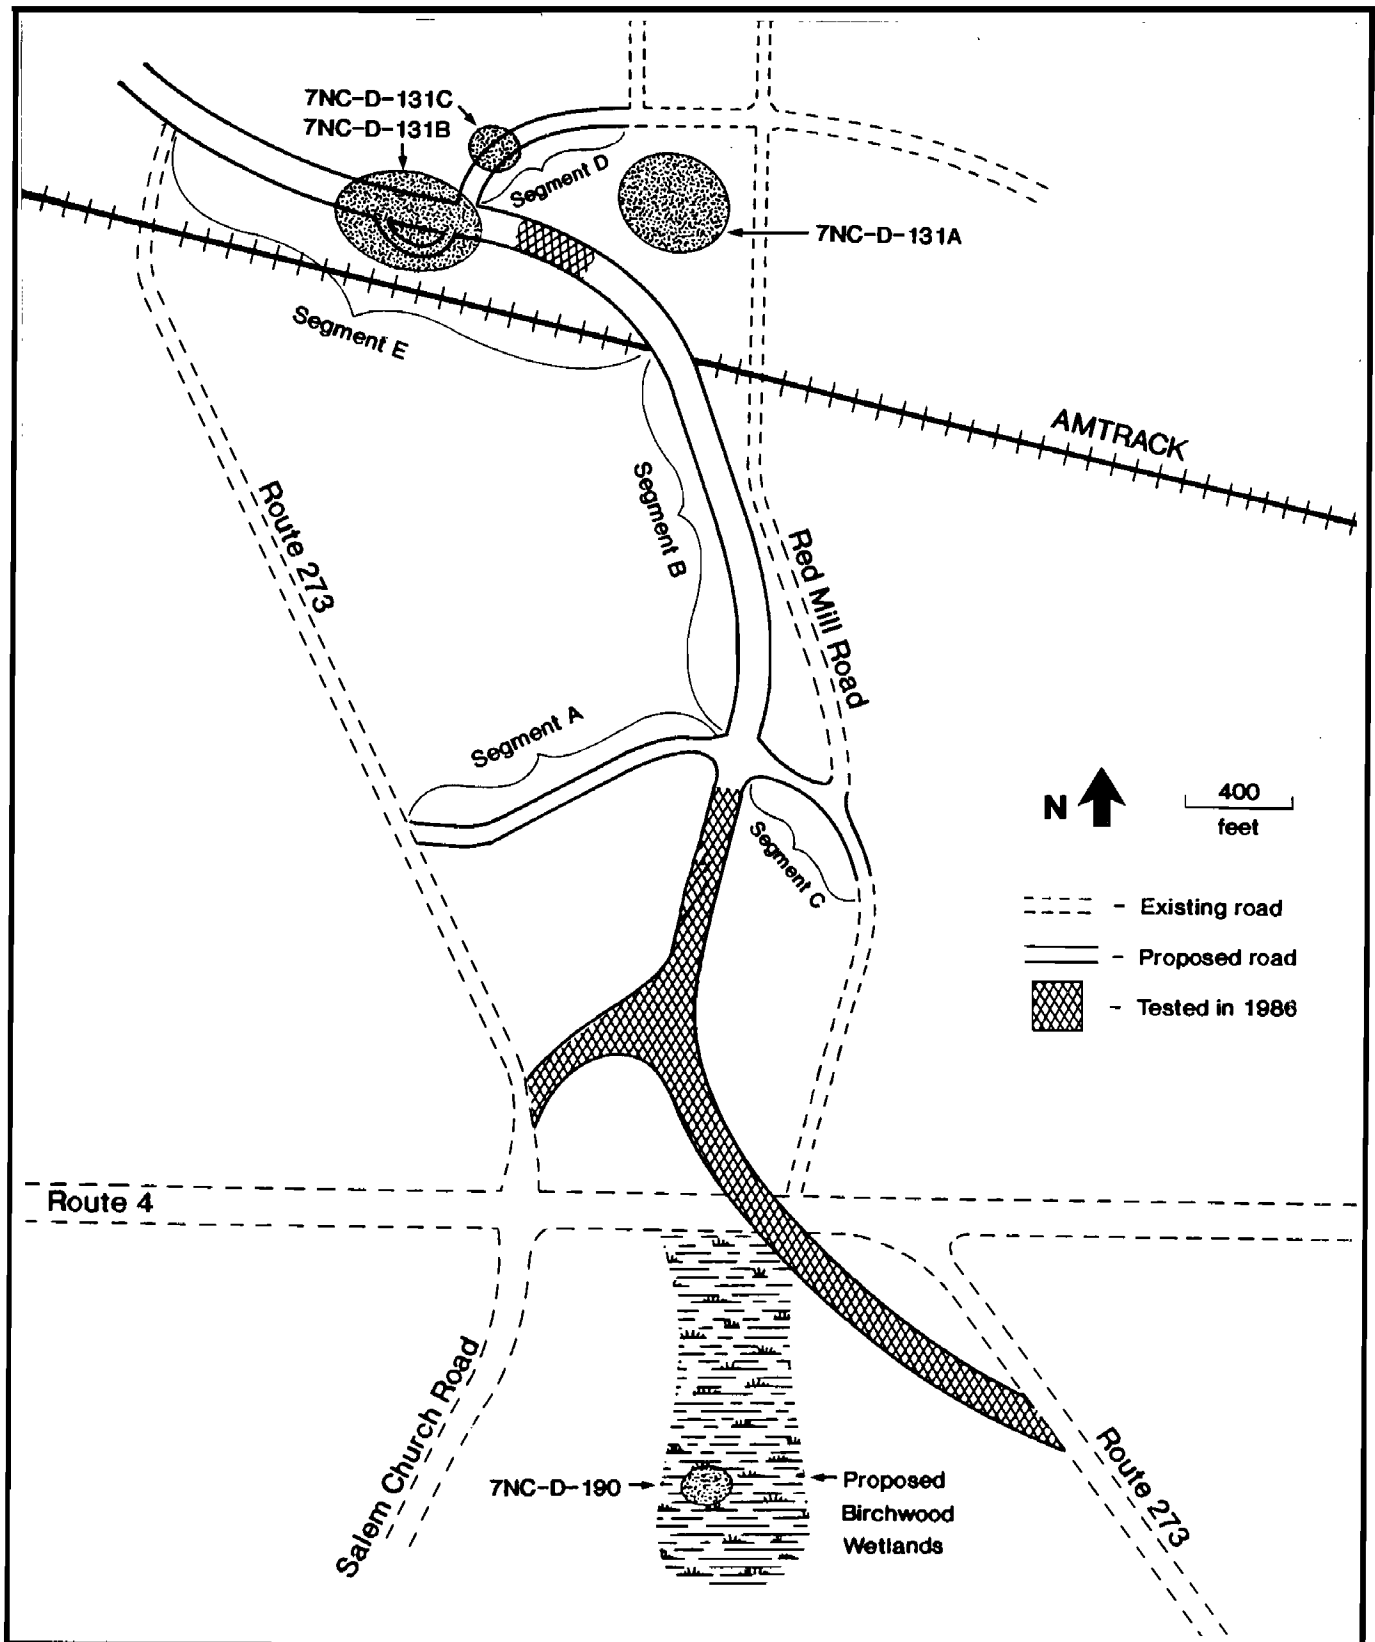 7NC-D-131C
7NC-D-131B
Segment D
7NC-D-131A
Segment E
AMTRACK
Route 273
Segment B
Red Mill Road
Segment A
N
400
feet
Segment C
- Existing road
- Proposed road
- Tested in 1986
Route 4
Salem Church Road
7NC-D-190
Proposed
Birchwood
Wetlands
Route 273